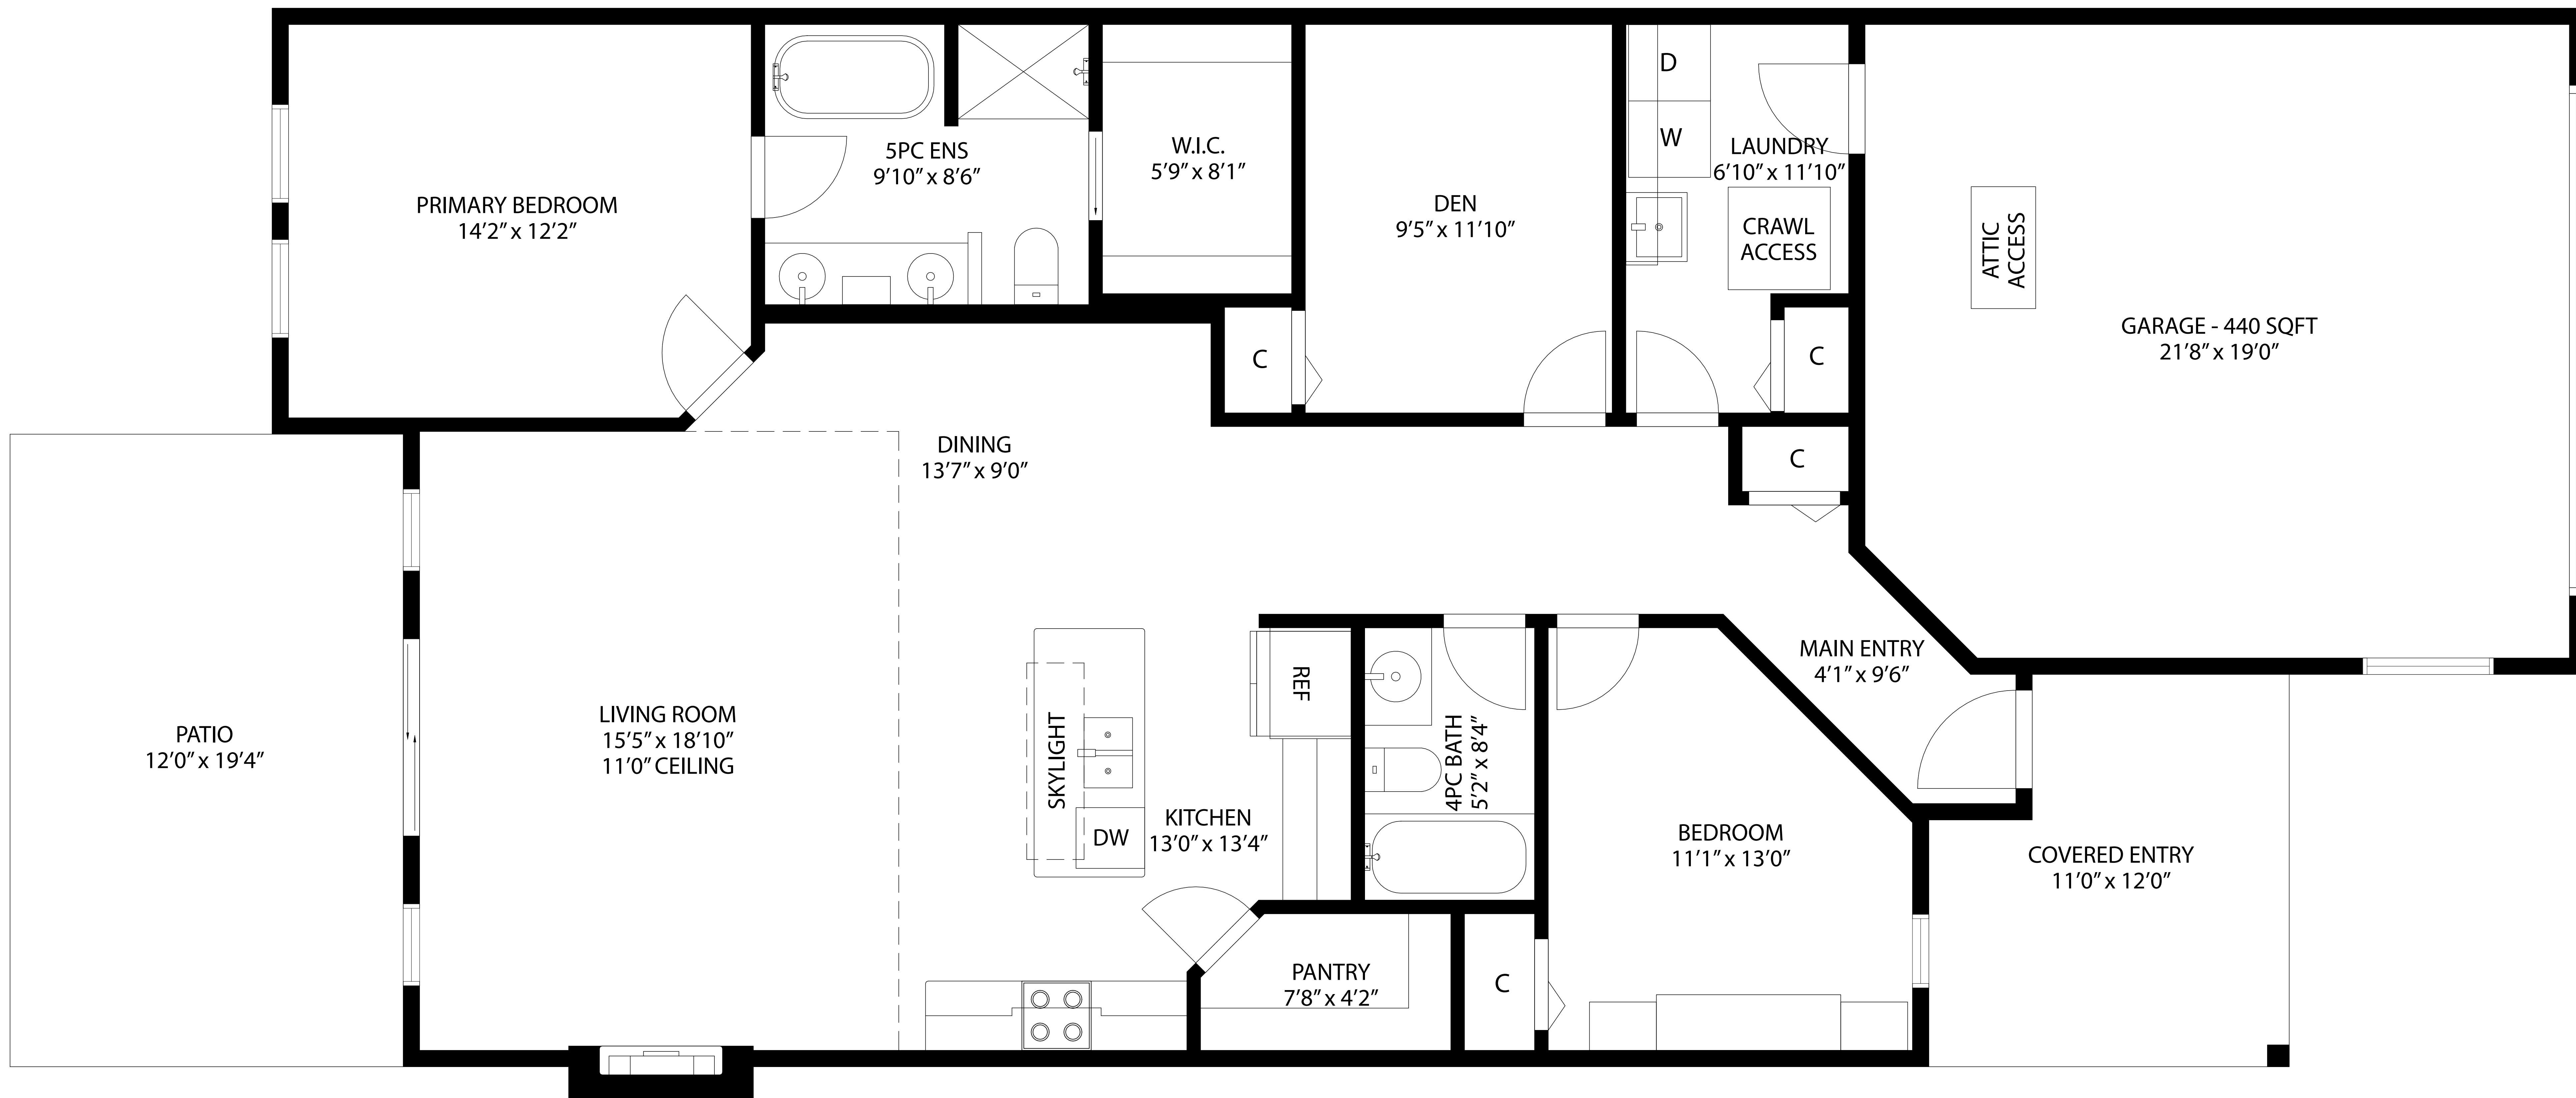 PRIMARY BEDROOM
14'2" x 12'2"
5PC ENS
9'10" x 8'6"
W.I.C.
5'9" x 8'1"
DEN
9'5" x 11'10"
D
W
LAUNDRY
6'10" x 11'10"
CRAWL
ACCESS
ATTIC
ACCESS
GARAGE - 440 SQFT
21'8" x 19'0"
C
C
C
DINING
13'7" x 9'0"
MAIN ENTRY
4'1" x 9'6"
PATIO
12'0" x 19'4"
LIVING ROOM
15'5" x 18'10"
11'0" CEILING
SKYLIGHT
DW
KITCHEN
13'0" x 13'4"
REF
4PC BATH
5'2" x 8'4"
BEDROOM
11'1" x 13'0"
COVERED ENTRY
11'0" x 12'0"
PANTRY
7'8" x 4'2"
C